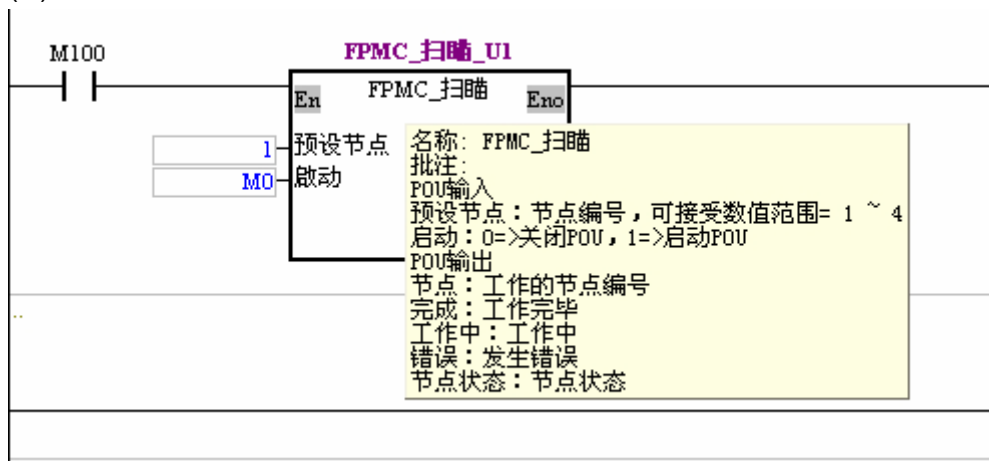 M100
FPMC_扫瞄_U1
FPMC_扫瞄
En
Eno
1
预设节点
M0
啟动
名称: FPMC_扫瞄
批注:
POU输入
预设节点：节点编号，可接受数值范围= 1 ~ 4
启动：0=>关闭POU，1=>启动POU
POU输出
节点：工作的节点编号
完成：工作完毕
工作中：工作中
错误：发生错误
节点状态：节点状态
..